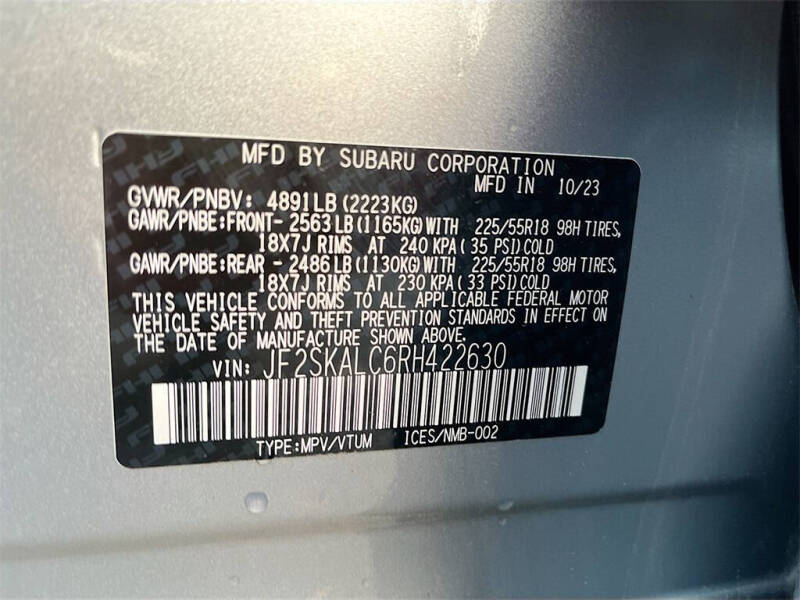 MFD BY SUBARU CORPORATION
MFD IN 10/23
GVWR/PNBV: 4891LB(2223KG)
GAWR/PNBE:FRONT- 2563LB(1165KG)WITH 225/55R18 98H TIRES,
18X7J RIMS AT 240 KPA( 35 PSI)COLD
GAWR/PNBE:REAR - 2486LB(1130KG)WITH 225/55R18 98H TIRES,
18X7J RIMS AT 230 KPA( 33 PSI)COLD
THIS VEHICLE CONFORMS TO ALL APPLICABLE FEDERAL MOTOR
VEHICLE SAFETY AND THEFT PREVENTION STANDARDS IN EFFECT ON
THE DATE OF MANUFACTURE SHOWN ABOVE.
VIN: JF2SKALC6RH422630
TYPE:MPV/VTUM ICES/NMB-002